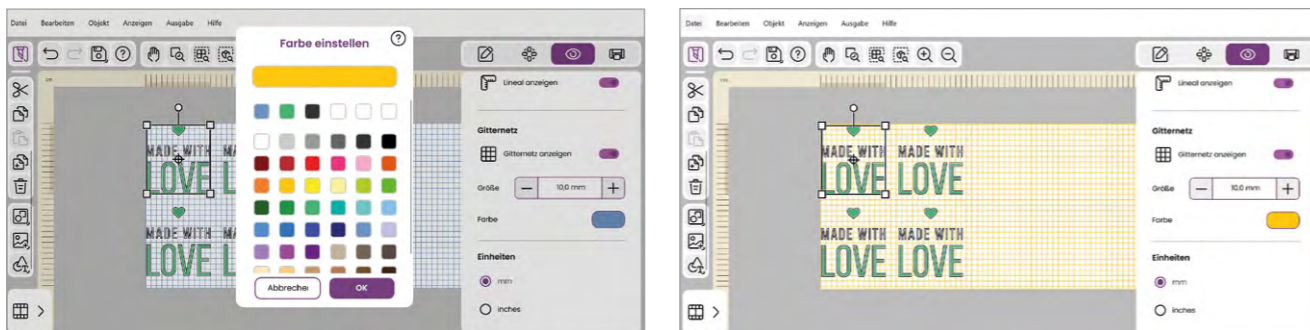 Datei Bearbeiten Objekt Anzeigen Ausgabe Hilfe
Farbe einstellen
?
?
cm
Lineal anzeigen
Gitternetz
Gitternetz anzeigen
Größe
10,0 mm
Farbe
Einheiten
mm
inches
Abbrechen OK
MADE WITH
LOVE
MADE WITH
LOVE
Datei Bearbeiten Objekt Anzeigen Ausgabe Hilfe
?
Lineal anzeigen
Gitternetz
Gitternetz anzeigen
Größe
10,0 mm
Farbe
Einheiten
mm
inches
MADE WITH MADE WITH
LOVE LOVE
MADE WITH MADE WITH
LOVE LOVE